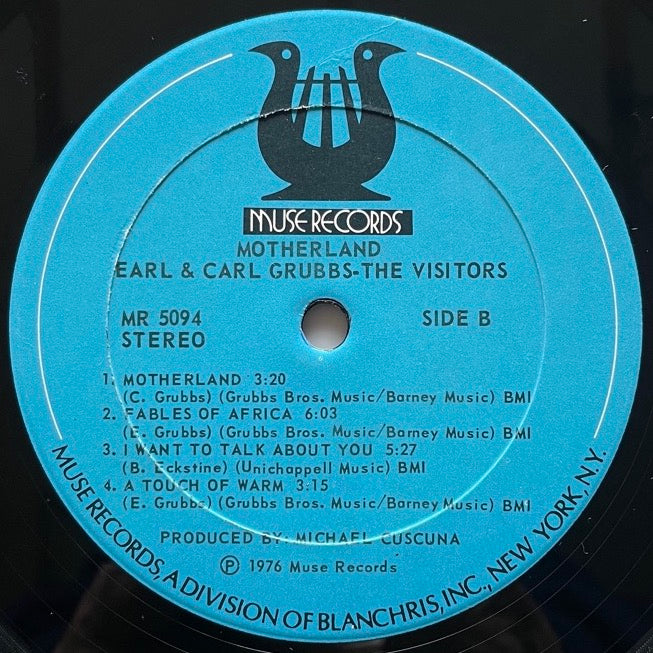 MUSE RECORDS
MOTHERLAND
EARL & CARL GRUBBS-THE VISITORS
MR 5094
STEREO
SIDE B
1. MOTHERLAND 3:20
(C. Grubbs) (Grubbs Bros. Music/Barney Music) BMI
2. FABLES OF AFRICA 6:03
(E. Grubbs) (Grubbs Bros. Music/Barney Music) BMI
3. I WANT TO TALK ABOUT YOU 5:27
(B. Eckstine) (Unichappell Music) BMI
4. A TOUCH OF WARM 3:15
(E. Grubbs) (Grubbs Bros. Music/Barney Music) BMI
PRODUCED BY: MICHAEL CUSCUNA
℗ 1976 Muse Records
MUSE RECORDS, A DIVISION OF BLANCHRIS, INC., NEW YORK, N.Y.